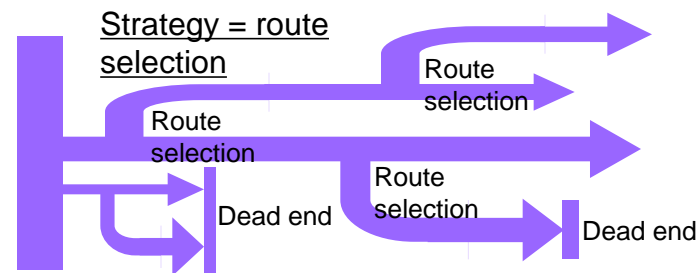 Strategy = route
selection
Route
selection
Route
selection
Route
selection
Dead end
Dead end